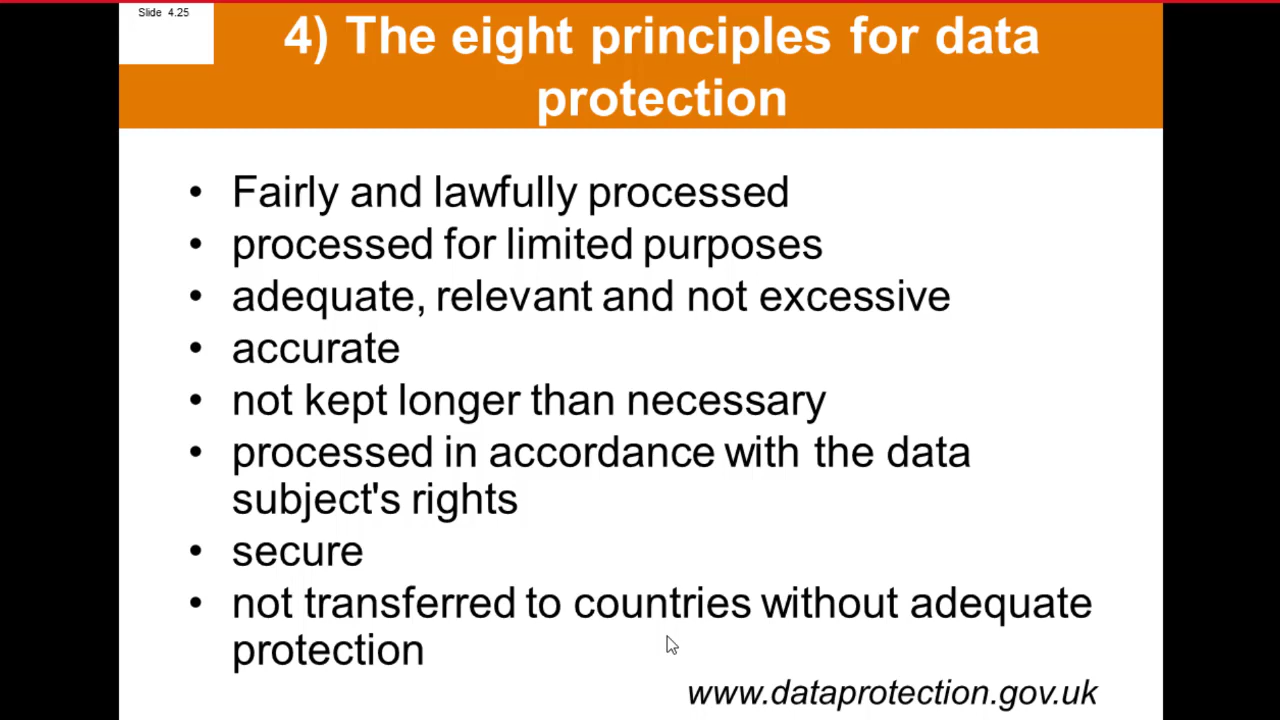 Slide 4.25
4) The eight principles for data
protection
• Fairly and lawfully processed
• processed for limited purposes
• adequate, relevant and not excessive
• accurate
• not kept longer than necessary
• processed in accordance with the data
subject's rights
• secure
• not transferred to countries without adequate
protection
www.dataprotection.gov.uk